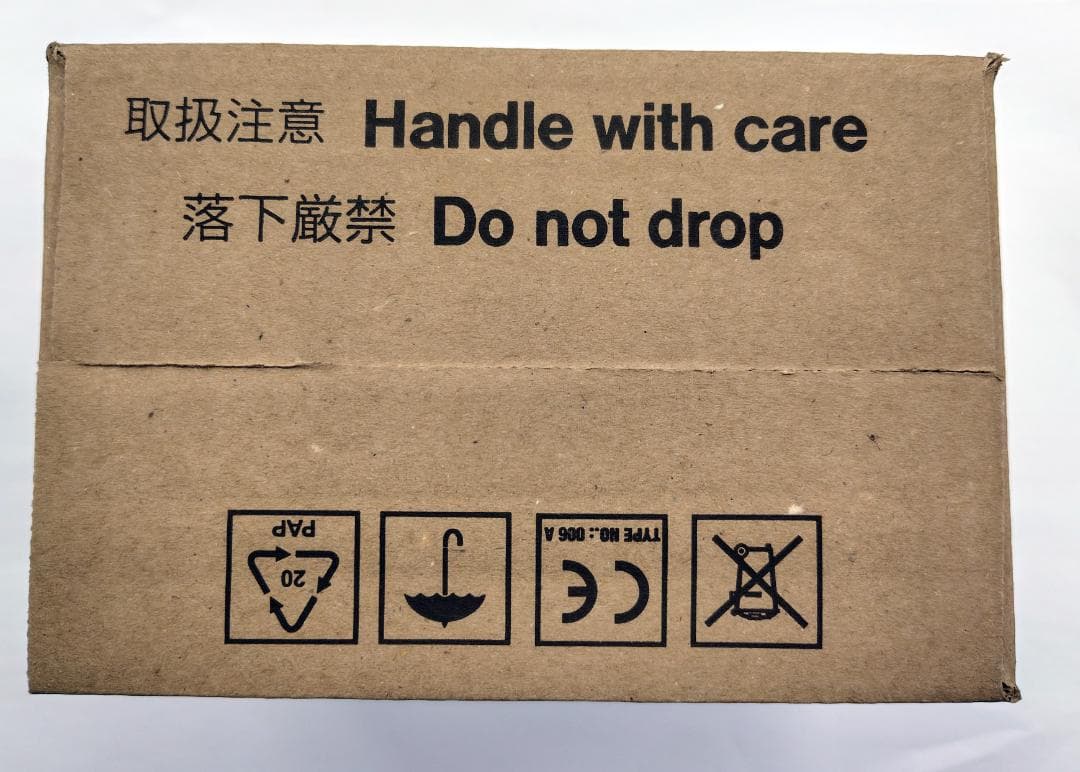 取扱注意 Handle with care
落下厳禁 Do not drop
TYPE NO.: 006 A
CE
20
PAP